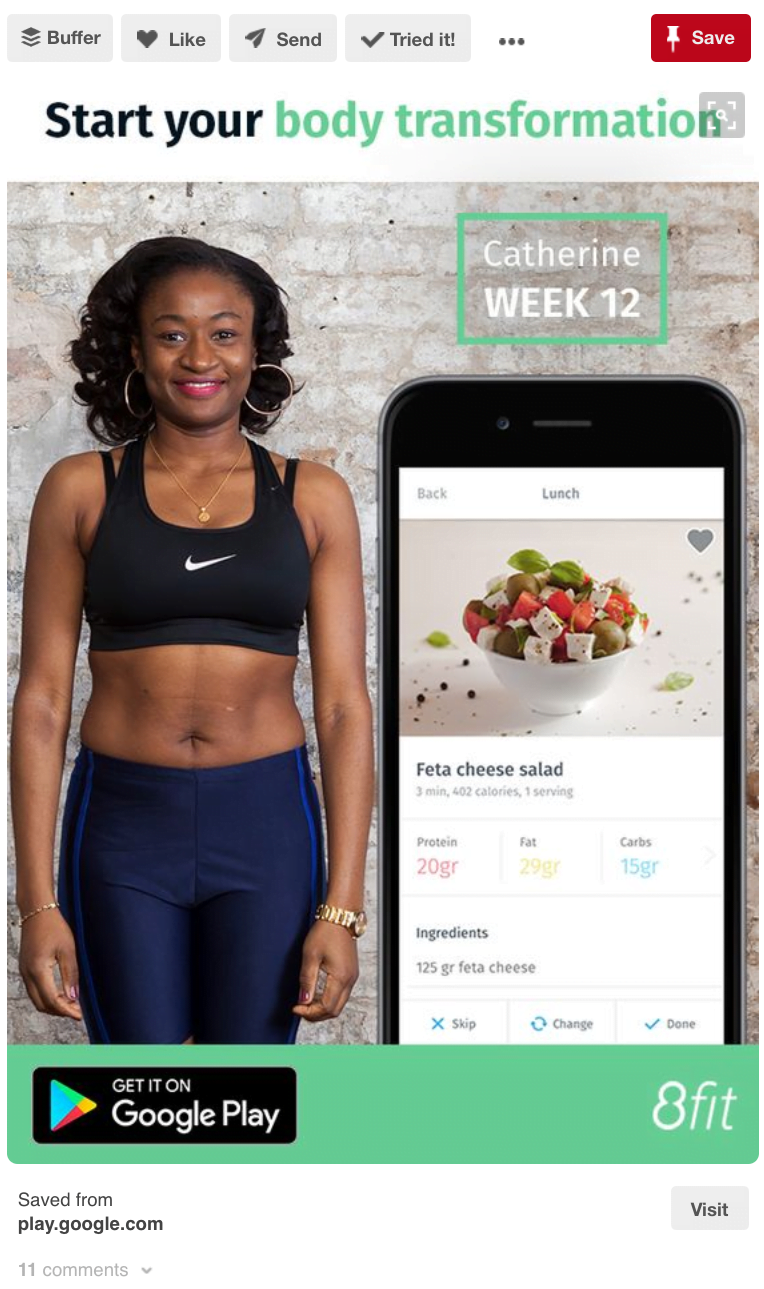 Buffer Like Send Tried it! Save
Start your body transformation
Catherine
WEEK 12
Back Lunch
Feta cheese salad
3 min, 402 calories, 1 serving
Protein Fat Carbs
20gr 29gr 15gr
Ingredients
125 gr feta cheese
Skip Change Done
GET IT ON
Google Play
8fit
Saved from
play.google.com
Visit
11 comments